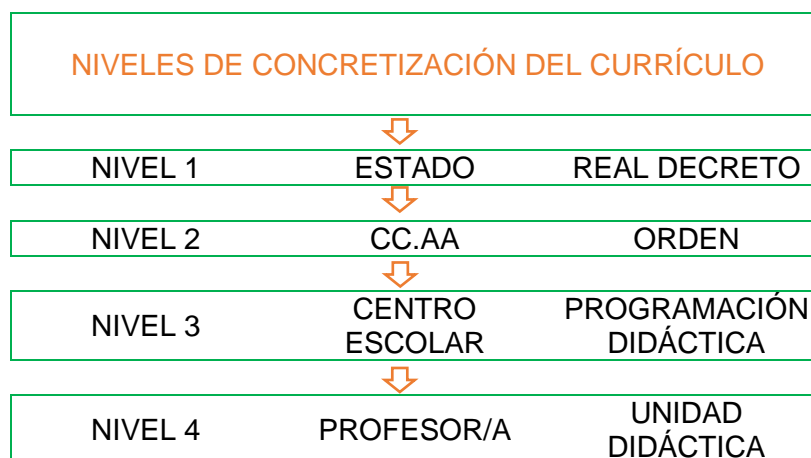 NIVELES DE CONCRETIZACIÓN DEL CURRÍCULO
NIVEL 1 ESTADO REAL DECRETO
NIVEL 2 CC.AA ORDEN
NIVEL 3 CENTRO ESCOLAR PROGRAMACIÓN DIDÁCTICA
NIVEL 4 PROFESOR/A UNIDAD DIDÁCTICA